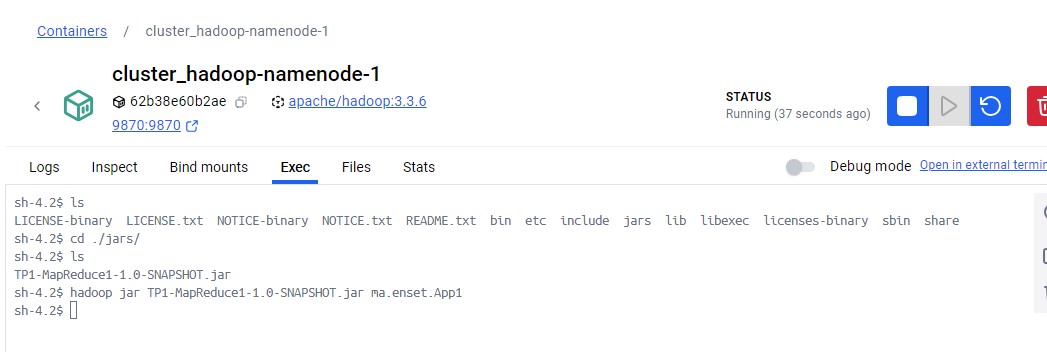 Containers / cluster_hadoop-namenode-1
cluster_hadoop-namenode-1
62b38e60b2ae apache/hadoop:3.3.6
9870:9870
STATUS
Running (37 seconds ago)
Logs Inspect Bind mounts Exec Files Stats
Debug mode Open in external
sh-4.2$ ls
LICENSE-binary LICENSE.txt NOTICE-binary NOTICE.txt README.txt bin etc include jars lib libexec licenses-binary sbin share
sh-4.2$ cd ./jars/
sh-4.2$ ls
TP1-MapReduce1-1.0-SNAPSHOT.jar
sh-4.2$ hadoop jar TP1-MapReduce1-1.0-SNAPSHOT.jar ma.enset.App1
sh-4.2$